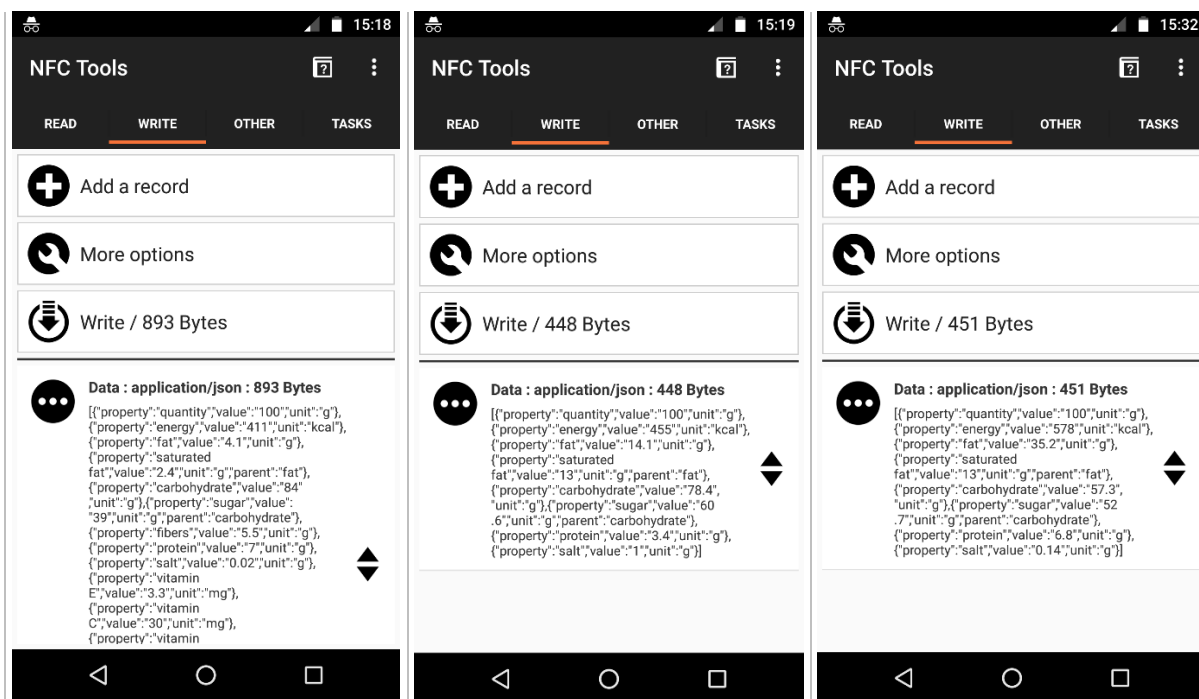 15:18
NFC Tools
READ WRITE OTHER TASKS
Add a record
More options
Write / 893 Bytes
Data : application/json : 893 Bytes
[{"property":"quantity","value":"100","unit":"g"},
{"property":"energy","value":"411","unit":"kcal"},
{"property":"fat","value":"4.1","unit":"g"},
{"property":"saturated
fat","value":"2.4","unit":"g","parent":"fat"},
{"property":"carbohydrate","value":"84"
,"unit":"g"},{"property":"sugar","value":
"39","unit":"g","parent":"carbohydrate"},
{"property":"fibers","value":"5.5","unit":"g"},
{"property":"protein","value":"7","unit":"g"},
{"property":"salt","value":"0.02","unit":"g"},
{"property":"vitamin
E","value":"3.3","unit":"mg"},
{"property":"vitamin
C","value":"30","unit":"mg"},
{"property":"vitamin
15:19
NFC Tools
READ WRITE OTHER TASKS
Add a record
More options
Write / 448 Bytes
Data : application/json : 448 Bytes
[{"property":"quantity","value":"100","unit":"g"},
{"property":"energy","value":"455","unit":"kcal"},
{"property":"fat","value":"14.1","unit":"g"},
{"property":"saturated
fat","value":"13","unit":"g","parent":"fat"},
{"property":"carbohydrate","value":"78.4",
"unit":"g"},{"property":"sugar","value":"60
.6","unit":"g","parent":"carbohydrate"},
{"property":"protein","value":"3.4","unit":"g"},
{"property":"salt","value":"1","unit":"g"}]
15:32
NFC Tools
READ WRITE OTHER TASKS
Add a record
More options
Write / 451 Bytes
Data : application/json : 451 Bytes
[{"property":"quantity","value":"100","unit":"g"},
{"property":"energy","value":"578","unit":"kcal"},
{"property":"fat","value":"35.2","unit":"g"},
{"property":"saturated
fat","value":"13","unit":"g","parent":"fat"},
{"property":"carbohydrate","value":"57.3",
"unit":"g"},{"property":"sugar","value":"52
.7","unit":"g","parent":"carbohydrate"},
{"property":"protein","value":"6.8","unit":"g"},
{"property":"salt","value":"0.14","unit":"g"}]